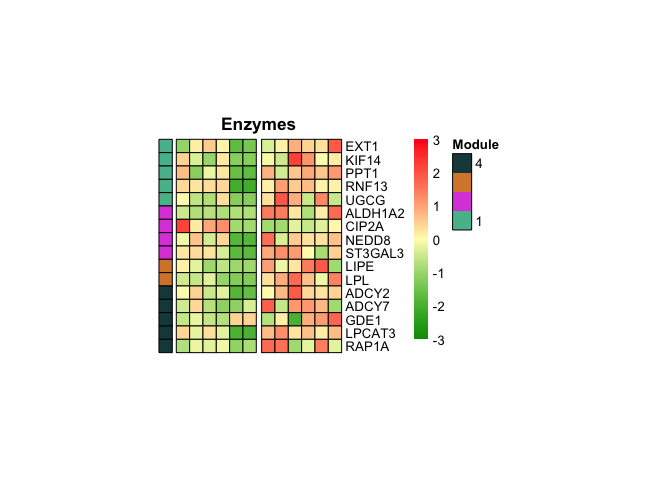 Enzymes
EXT1
KIF14
PPT1
RNF13
UGCG
ALDH1A2
CIP2A
NEDD8
ST3GAL3
LIPE
LPL
ADCY2
ADCY7
GDE1
LPCAT3
RAP1A
3
2
1
0
-1
-2
-3
Module
4
1